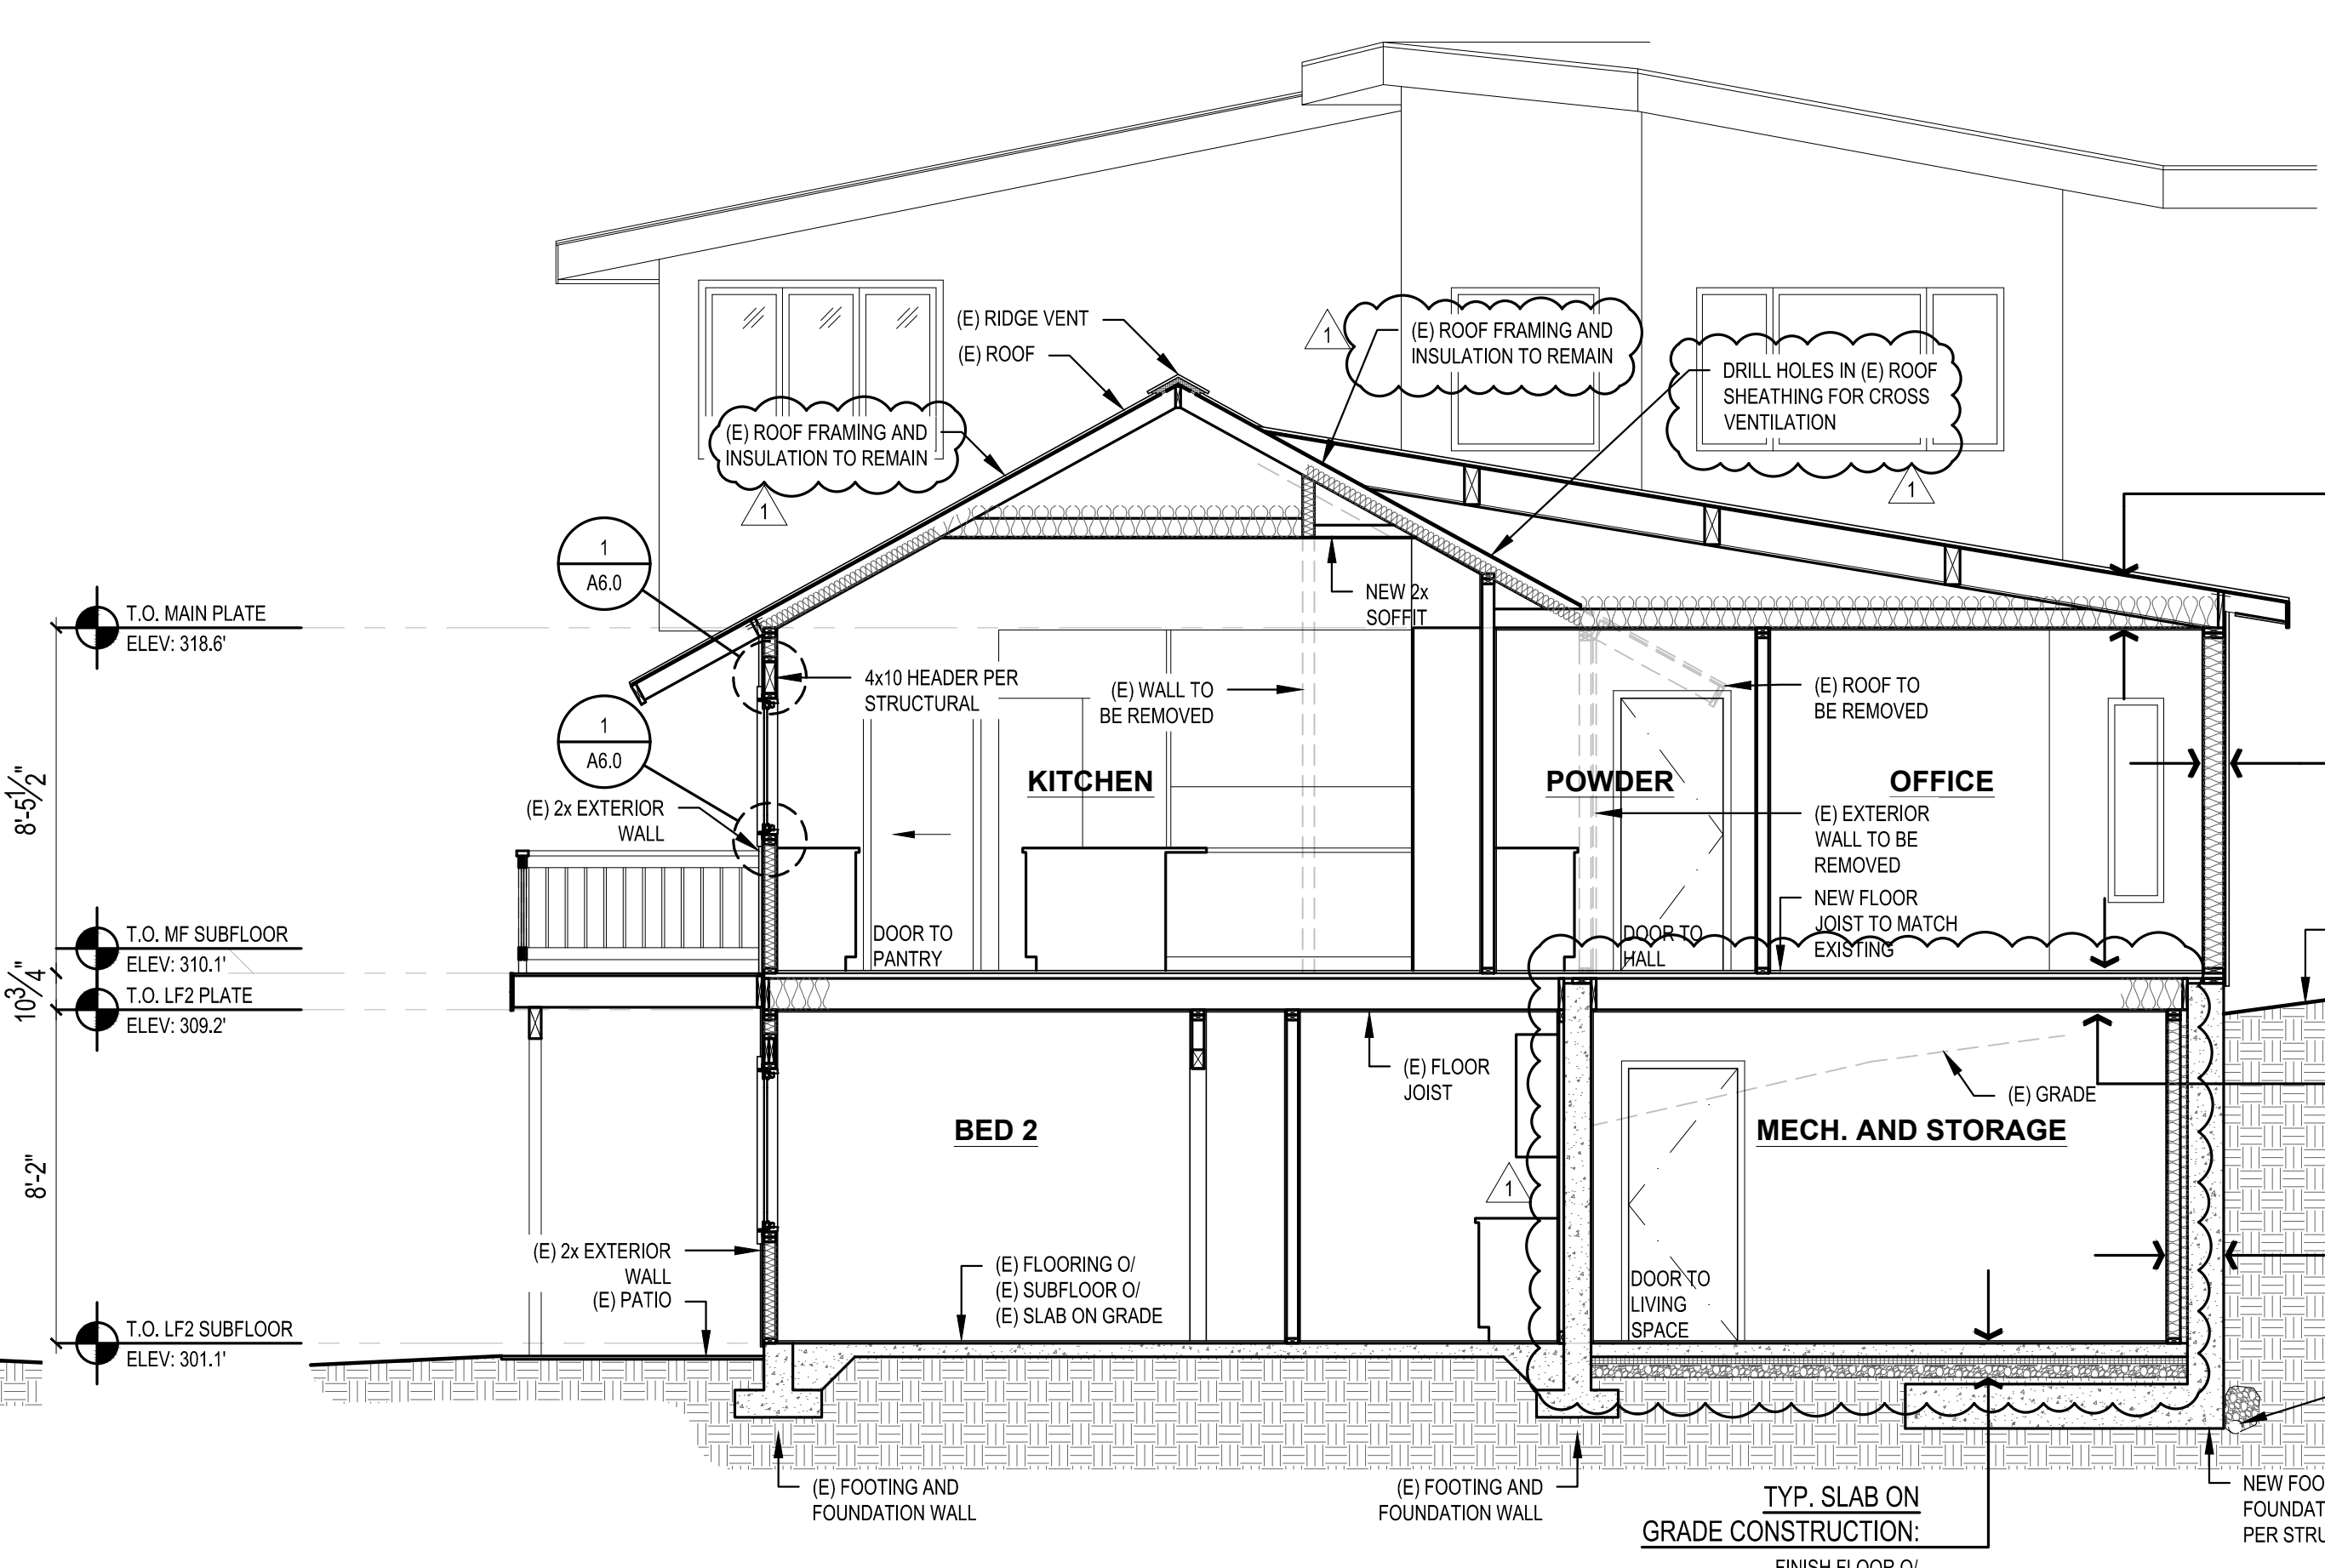 (E) RIDGE VENT
(E) ROOF
1
(E) ROOF FRAMING AND
INSULATION TO REMAIN
DRILL HOLES IN (E) ROOF
SHEATHING FOR CROSS
VENTILATION
1
(E) ROOF FRAMING AND
INSULATION TO REMAIN
1
1
A6.0
NEW 2x
SOFFIT
T.O. MAIN PLATE
ELEV: 318.6'
4x10 HEADER PER
STRUCTURAL
(E) WALL TO
BE REMOVED
(E) ROOF TO
BE REMOVED
1
A6.0
8'-5 1/2"
KITCHEN
POWDER
OFFICE
(E) 2x EXTERIOR
WALL
(E) EXTERIOR
WALL TO BE
REMOVED
NEW FLOOR
JOIST TO MATCH
EXISTING
DOOR TO
PANTRY
DOOR TO
HALL
T.O. MF SUBFLOOR
ELEV: 310.1'
10 3/4"
T.O. LF2 PLATE
ELEV: 309.2'
(E) FLOOR
JOIST
(E) GRADE
BED 2
MECH. AND STORAGE
8'-2"
1
(E) 2x EXTERIOR
WALL
(E) PATIO
(E) FLOORING O/
(E) SUBFLOOR O/
(E) SLAB ON GRADE
DOOR TO
LIVING
SPACE
T.O. LF2 SUBFLOOR
ELEV: 301.1'
(E) FOOTING AND
FOUNDATION WALL
(E) FOOTING AND
FOUNDATION WALL
TYP. SLAB ON
GRADE CONSTRUCTION:
FINISH FLOOR O/
NEW FOO
FOUNDAT
PER STRU